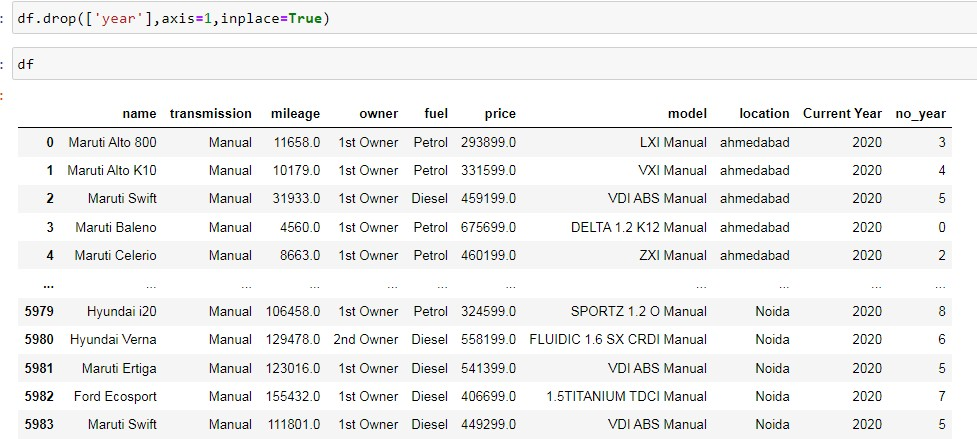 : df.drop(['year'],axis=1,inplace=True)
: df
:
name transmission mileage owner fuel price model location Current Year no_year
0 Maruti Alto 800 Manual 11658.0 1st Owner Petrol 293899.0 LXI Manual ahmedabad 2020 3
1 Maruti Alto K10 Manual 10179.0 1st Owner Petrol 331599.0 VXI Manual ahmedabad 2020 4
2 Maruti Swift Manual 31933.0 1st Owner Diesel 459199.0 VDI ABS Manual ahmedabad 2020 5
3 Maruti Baleno Manual 4560.0 1st Owner Petrol 675699.0 DELTA 1.2 K12 Manual ahmedabad 2020 0
4 Maruti Celerio Manual 8663.0 1st Owner Petrol 460199.0 ZXI Manual ahmedabad 2020 2
... ... ... ... ... ... ... ... ... ... ...
5979 Hyundai i20 Manual 106458.0 1st Owner Petrol 324599.0 SPORTZ 1.2 O Manual Noida 2020 8
5980 Hyundai Verna Manual 129478.0 2nd Owner Diesel 558199.0 FLUIDIC 1.6 SX CRDI Manual Noida 2020 6
5981 Maruti Ertiga Manual 123016.0 1st Owner Diesel 541399.0 VDI ABS Manual Noida 2020 5
5982 Ford Ecosport Manual 155432.0 1st Owner Diesel 406699.0 1.5TITANIUM TDCI Manual Noida 2020 7
5983 Maruti Swift Manual 111801.0 1st Owner Diesel 449299.0 VDI ABS Manual Noida 2020 5